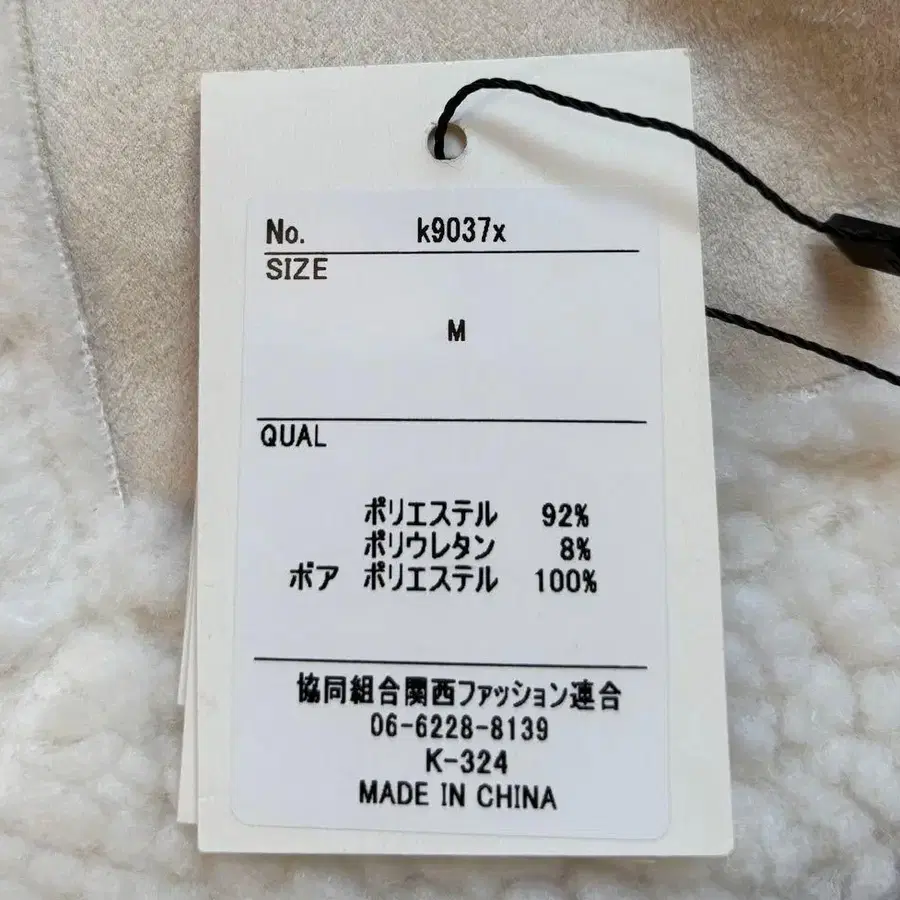 No. k9037x
SIZE
M
QUAL
ポリエステル 92%
ポリウレタン 8%
ボア ポリエステル 100%
協同組合関西ファッション連合
06-6228-8139
K-324
MADE IN CHINA